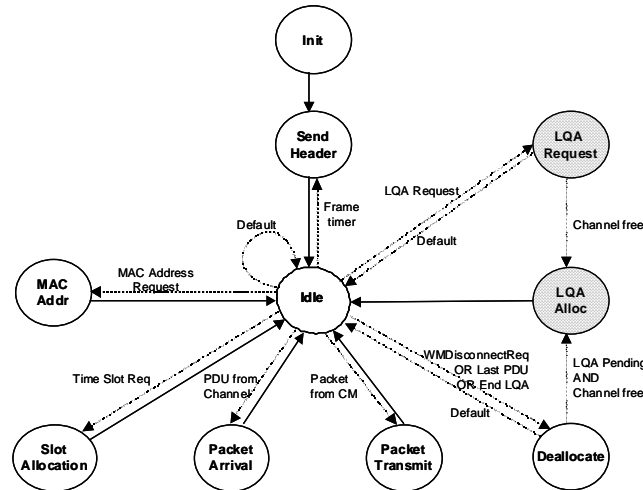 Init
Send
Header
LQA
Request
LQA Request
Frame
timer
Default
Default
Channel free
MAC
Addr
MAC Address
Request
Idle
LQA
Alloc
Time Slot Req
PDU from
Channel
Packet
from CM
WMDisconnectReq
OR Last PDU
OR End LQA
Default
LQA Pending
AND
Channel free
Slot
Allocation
Packet
Arrival
Packet
Transmit
Deallocate